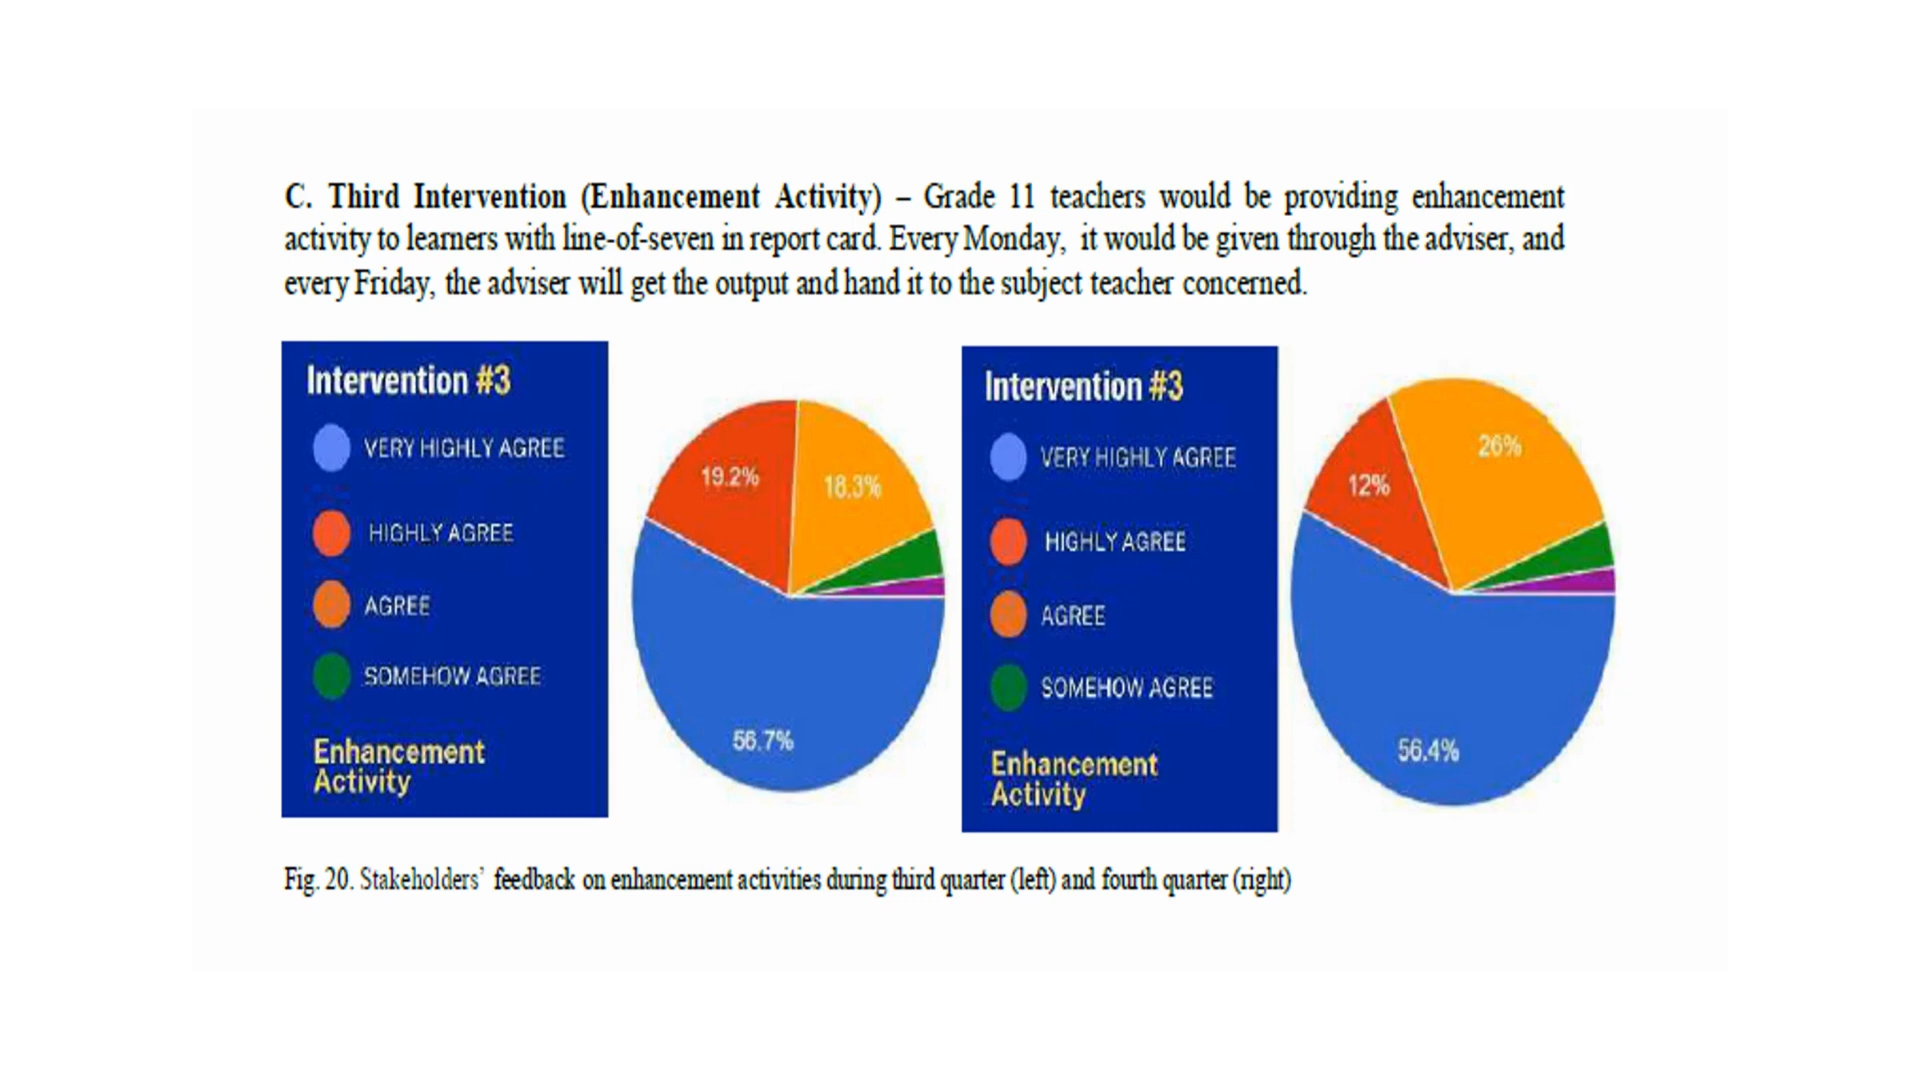 C. Third Intervention (Enhancement Activity) – Grade 11 teachers would be providing enhancement
activity to learners with line-of-seven in report card. Every Monday, it would be given through the adviser, and
every Friday, the adviser will get the output and hand it to the subject teacher concerned.
Intervention #3
VERY HIGHLY AGREE
HIGHLY AGREE
AGREE
SOMEHOW AGREE
Enhancement
Activity
19.2%
18.3%
56.7%
Intervention #3
VERY HIGHLY AGREE
HIGHLY AGREE
AGREE
SOMEHOW AGREE
Enhancement
Activity
26%
12%
56.4%
Fig. 20. Stakeholders' feedback on enhancement activities during third quarter (left) and fourth quarter (right)